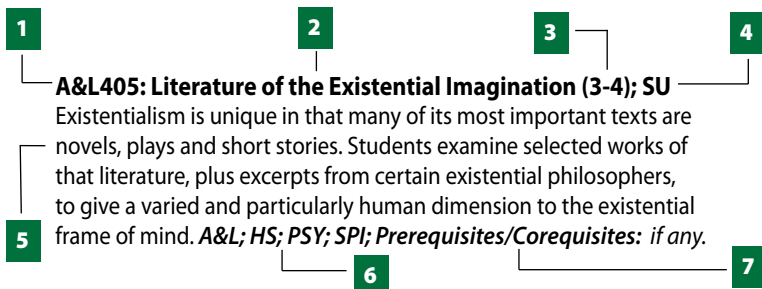 1
2
3
4
A&L405: Literature of the Existential Imagination (3-4); SU
Existentialism is unique in that many of its most important texts are
novels, plays and short stories. Students examine selected works of
that literature, plus excerpts from certain existential philosophers,
to give a varied and particularly human dimension to the existential
5
frame of mind. A&L; HS; PSY; SPI; Prerequisites/Corequisites: if any.
6
7